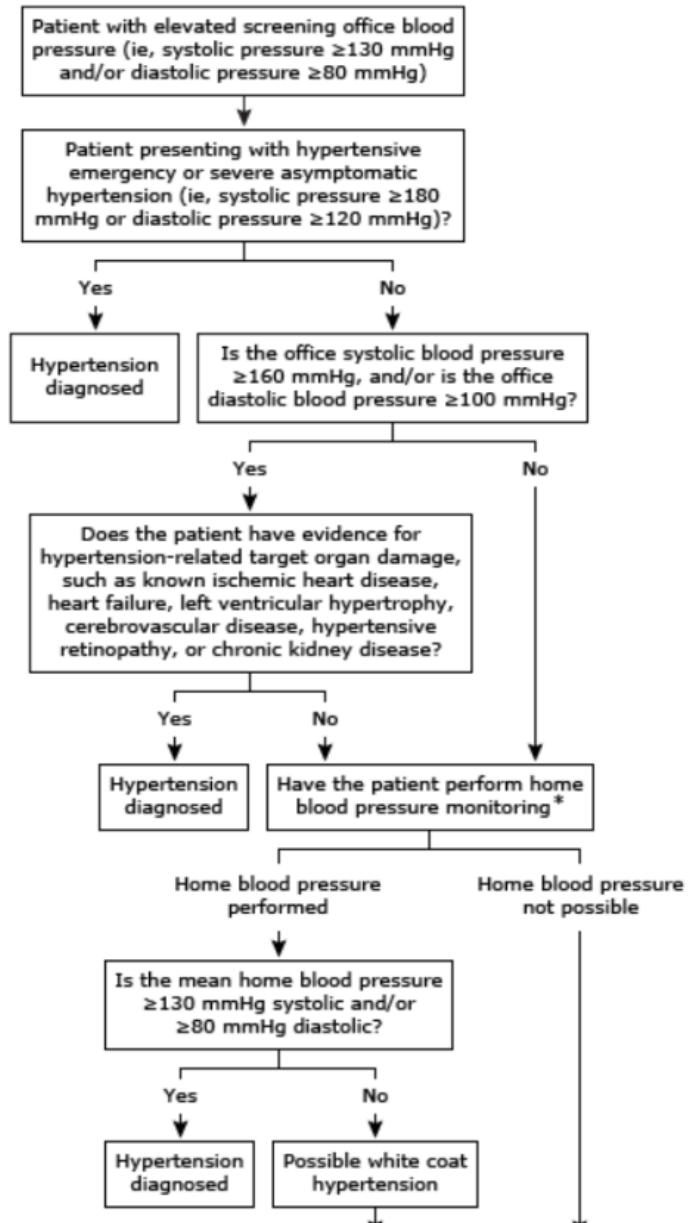 Patient with elevated screening office blood
pressure (ie, systolic pressure ≥130 mmHg
and/or diastolic pressure ≥80 mmHg)
Patient presenting with hypertensive
emergency or severe asymptomatic
hypertension (ie, systolic pressure ≥180
mmHg or diastolic pressure ≥120 mmHg)?
Yes
No
Hypertension
diagnosed
Is the office systolic blood pressure
≥160 mmHg, and/or is the office
diastolic blood pressure ≥100 mmHg?
Yes
No
Does the patient have evidence for
hypertension-related target organ damage,
such as known ischemic heart disease,
heart failure, left ventricular hypertrophy,
cerebrovascular disease, hypertensive
retinopathy, or chronic kidney disease?
Yes
No
Hypertension
diagnosed
Have the patient perform home
blood pressure monitoring*
Home blood pressure
performed
Home blood pressure
not possible
Is the mean home blood pressure
≥130 mmHg systolic and/or
≥80 mmHg diastolic?
Yes
No
Hypertension
diagnosed
Possible white coat
hypertension